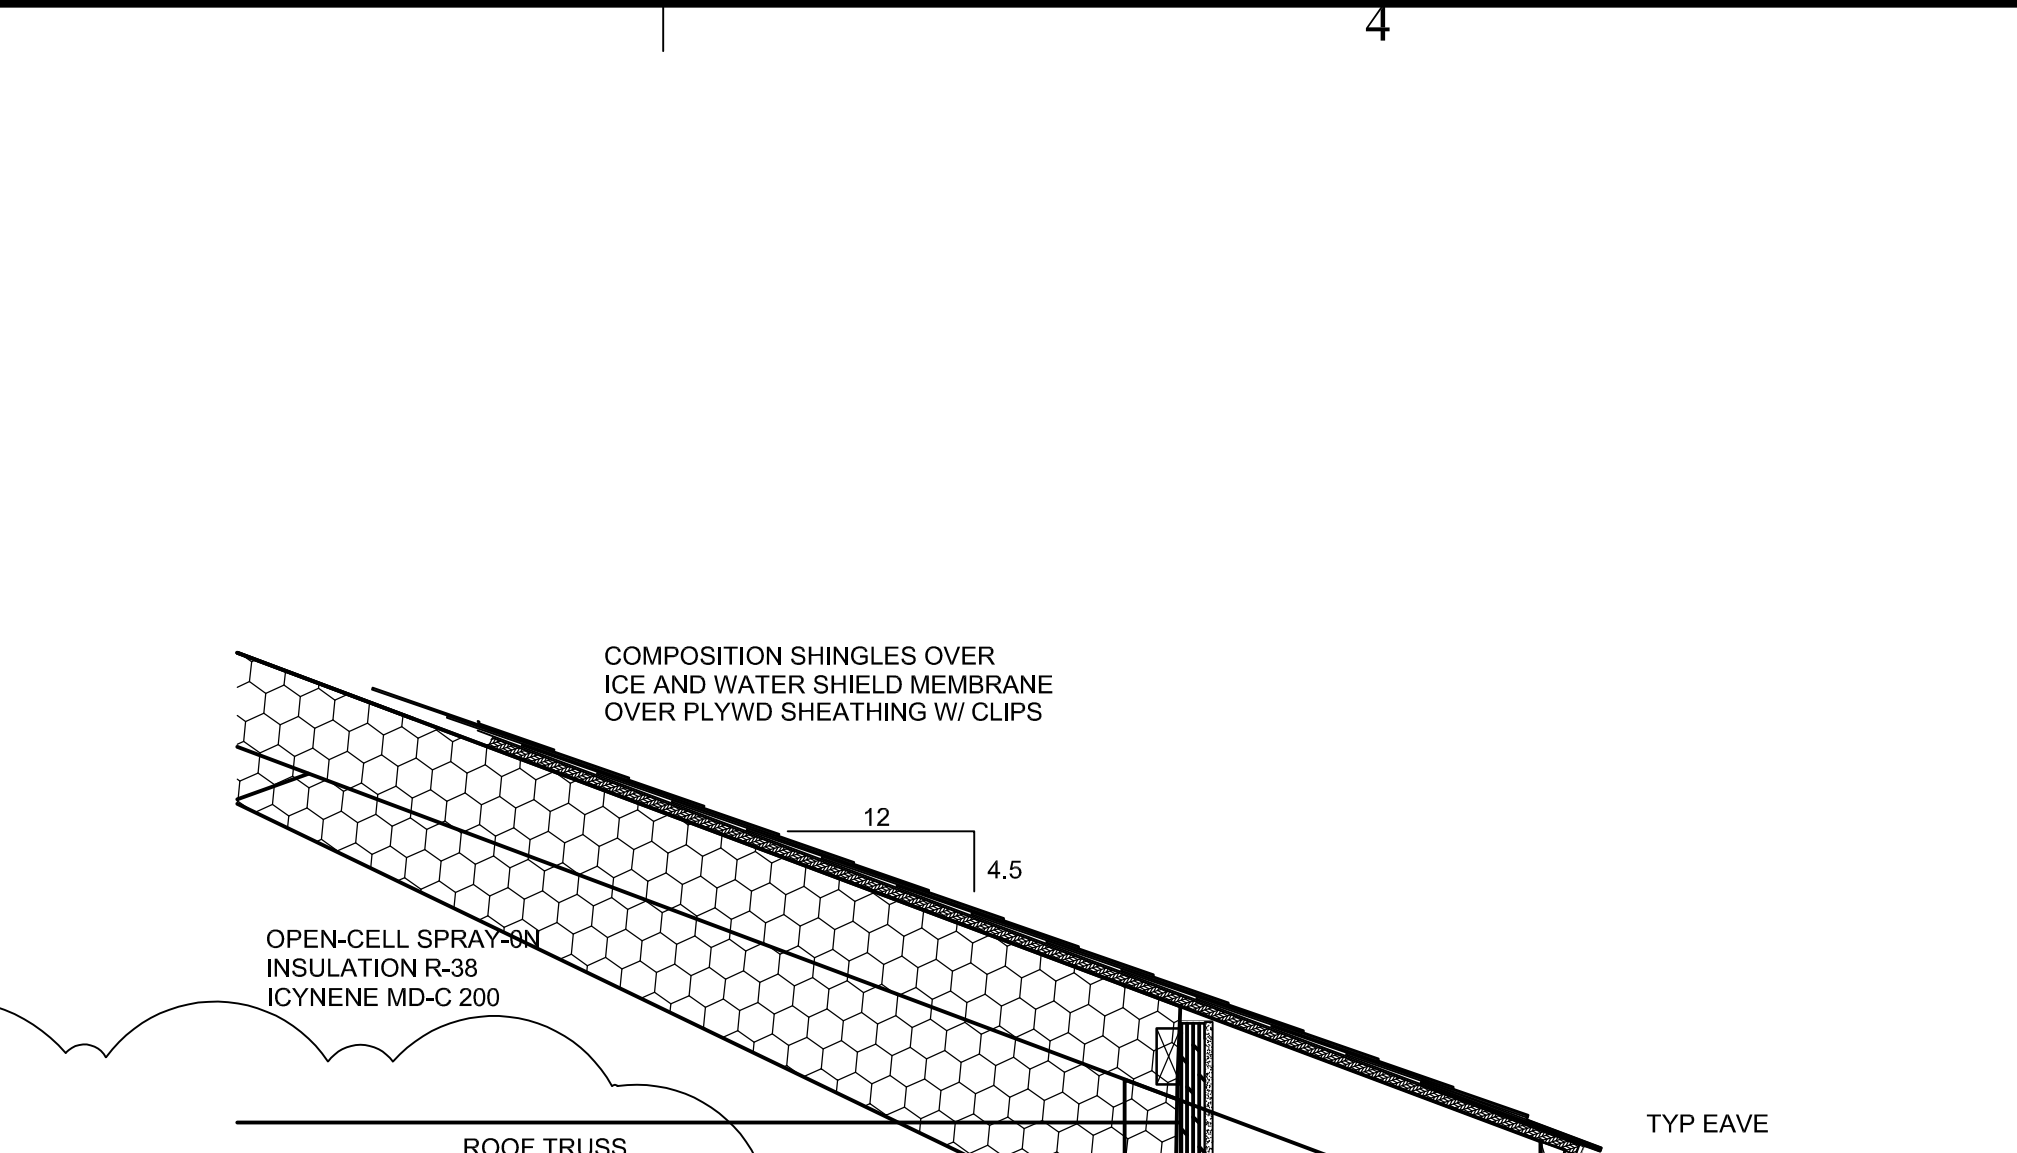 4
COMPOSITION SHINGLES OVER
ICE AND WATER SHIELD MEMBRANE
OVER PLYWD SHEATHING W/ CLIPS
12
4.5
OPEN-CELL SPRAY-0N
INSULATION R-38
ICYNENE MD-C 200
TYP EAVE
ROOF TRUSS